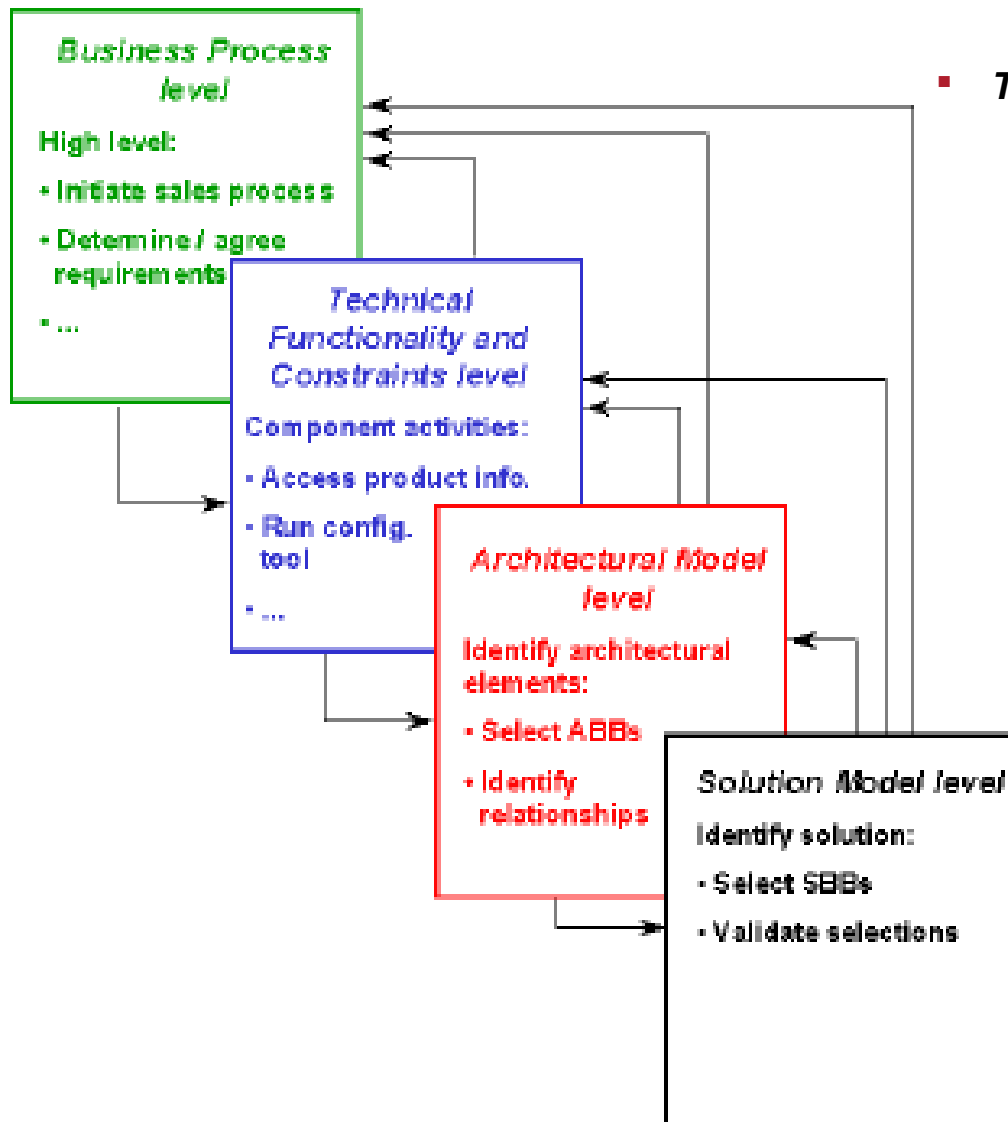 Business Process
level
High level:
• Initiate sales process
• Determine / agree
requirements
• ...
▪ T
Technical
Functionality and
Constraints level
Component activities:
• Access product info.
• Run config.
tool
• ...
Architectural Model
level
Identify architectural
elements:
• Select ABBs
• Identify
relationships
Solution Model level
Identify solution:
• Select SBBs
• Validate selections